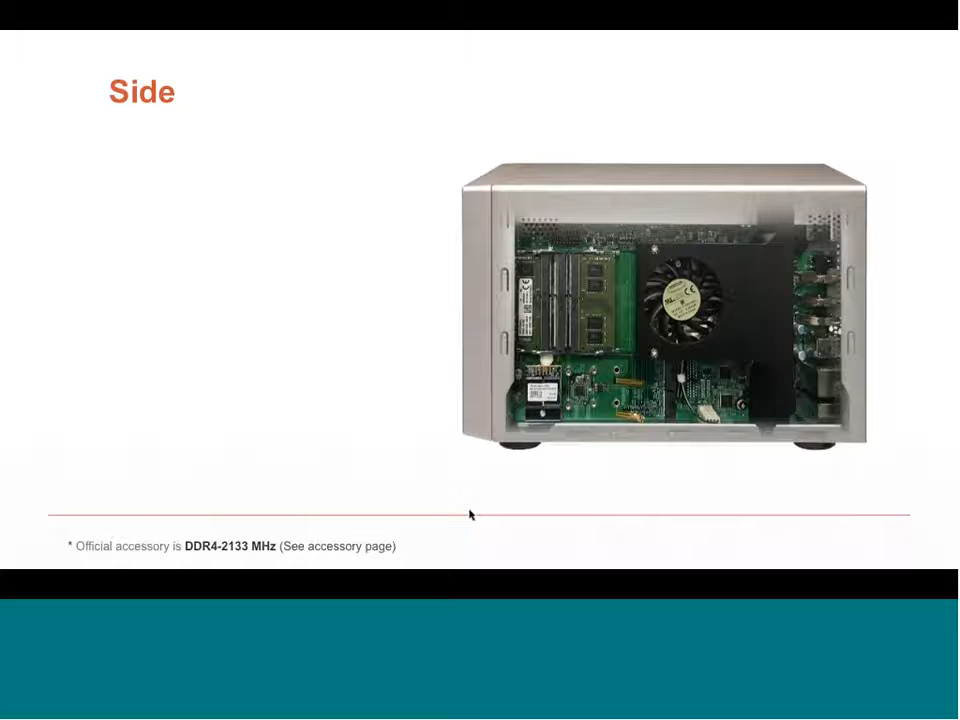 Side
* Official accessory is DDR4-2133 MHz (See accessory page)